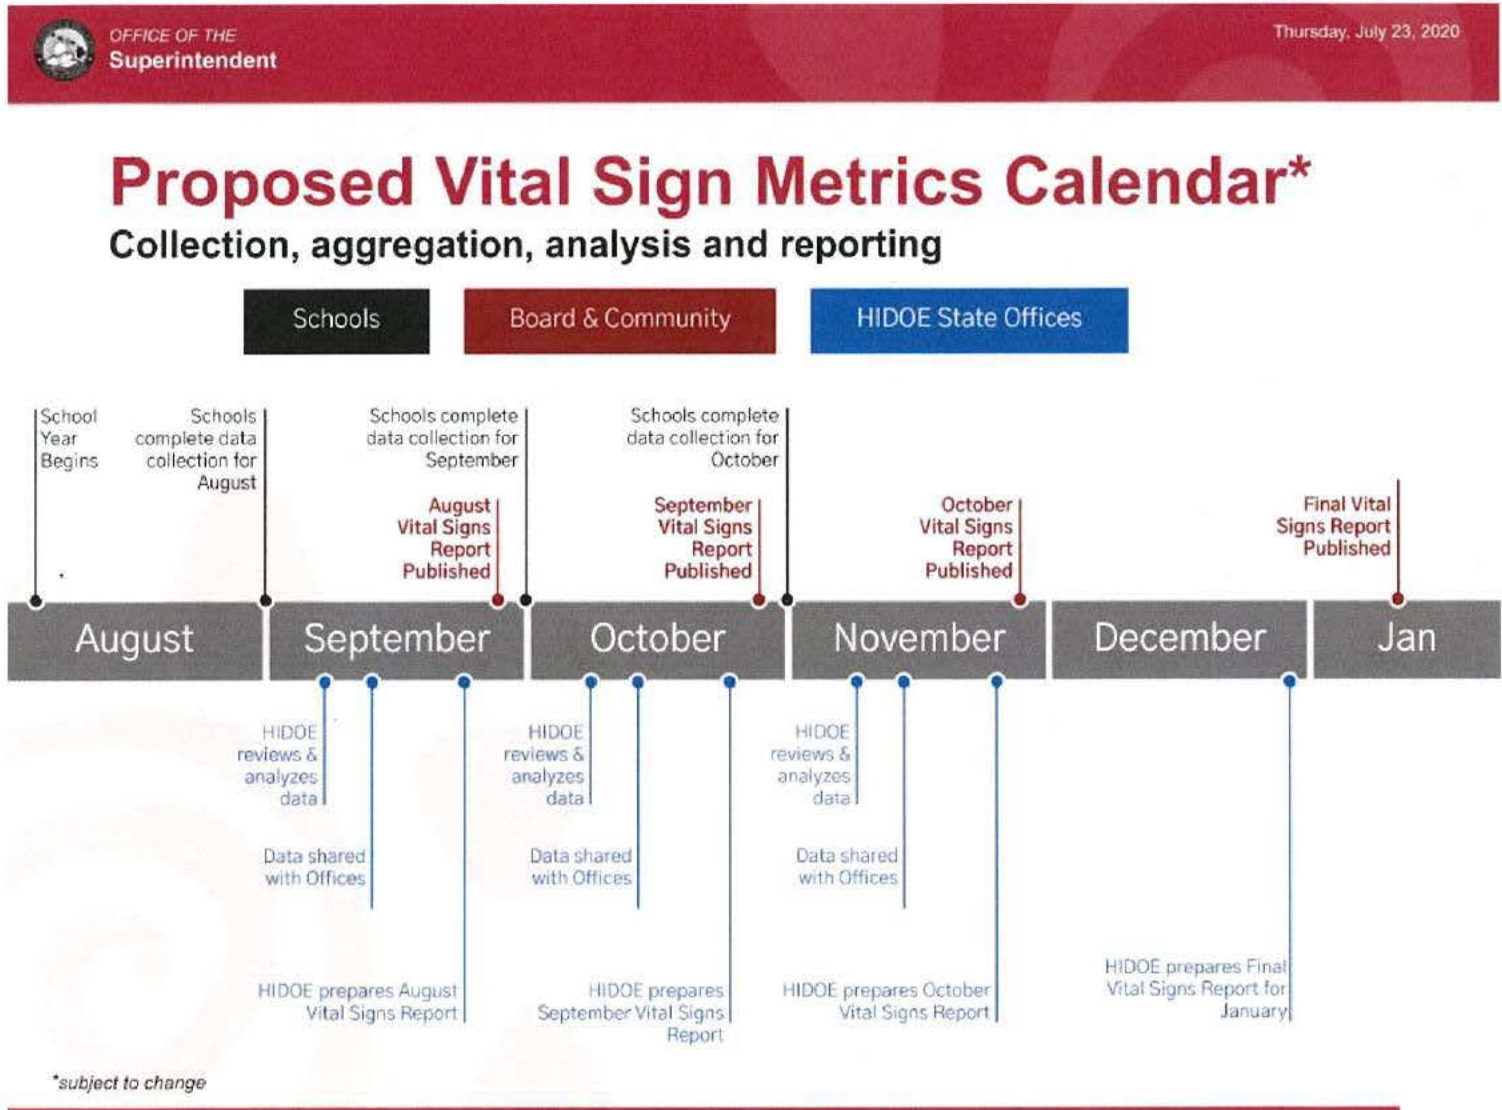 OFFICE OF THE
Superintendent
Thursday, July 23, 2020
Proposed Vital Sign Metrics Calendar*
Collection, aggregation, analysis and reporting
Schools
Board & Community
HIDOE State Offices
School
Year
Begins
Schools
complete data
collection for
August
Schools complete
data collection for
September
Schools complete
data collection for
October
August
Vital Signs
Report
Published
September
Vital Signs
Report
Published
October
Vital Signs
Report
Published
Final Vital
Signs Report
Published
August
September
October
November
December
Jan
HIDOE
reviews &
analyzes
data
HIDOE
reviews &
analyzes
data
HIDOE
reviews &
analyzes
data
Data shared
with Offices
Data shared
with Offices
Data shared
with Offices
HIDOE prepares August
Vital Signs Report
HIDOE prepares
September Vital Signs
Report
HIDOE prepares October
Vital Signs Report
HIDOE prepares Final
Vital Signs Report for
January
*subject to change